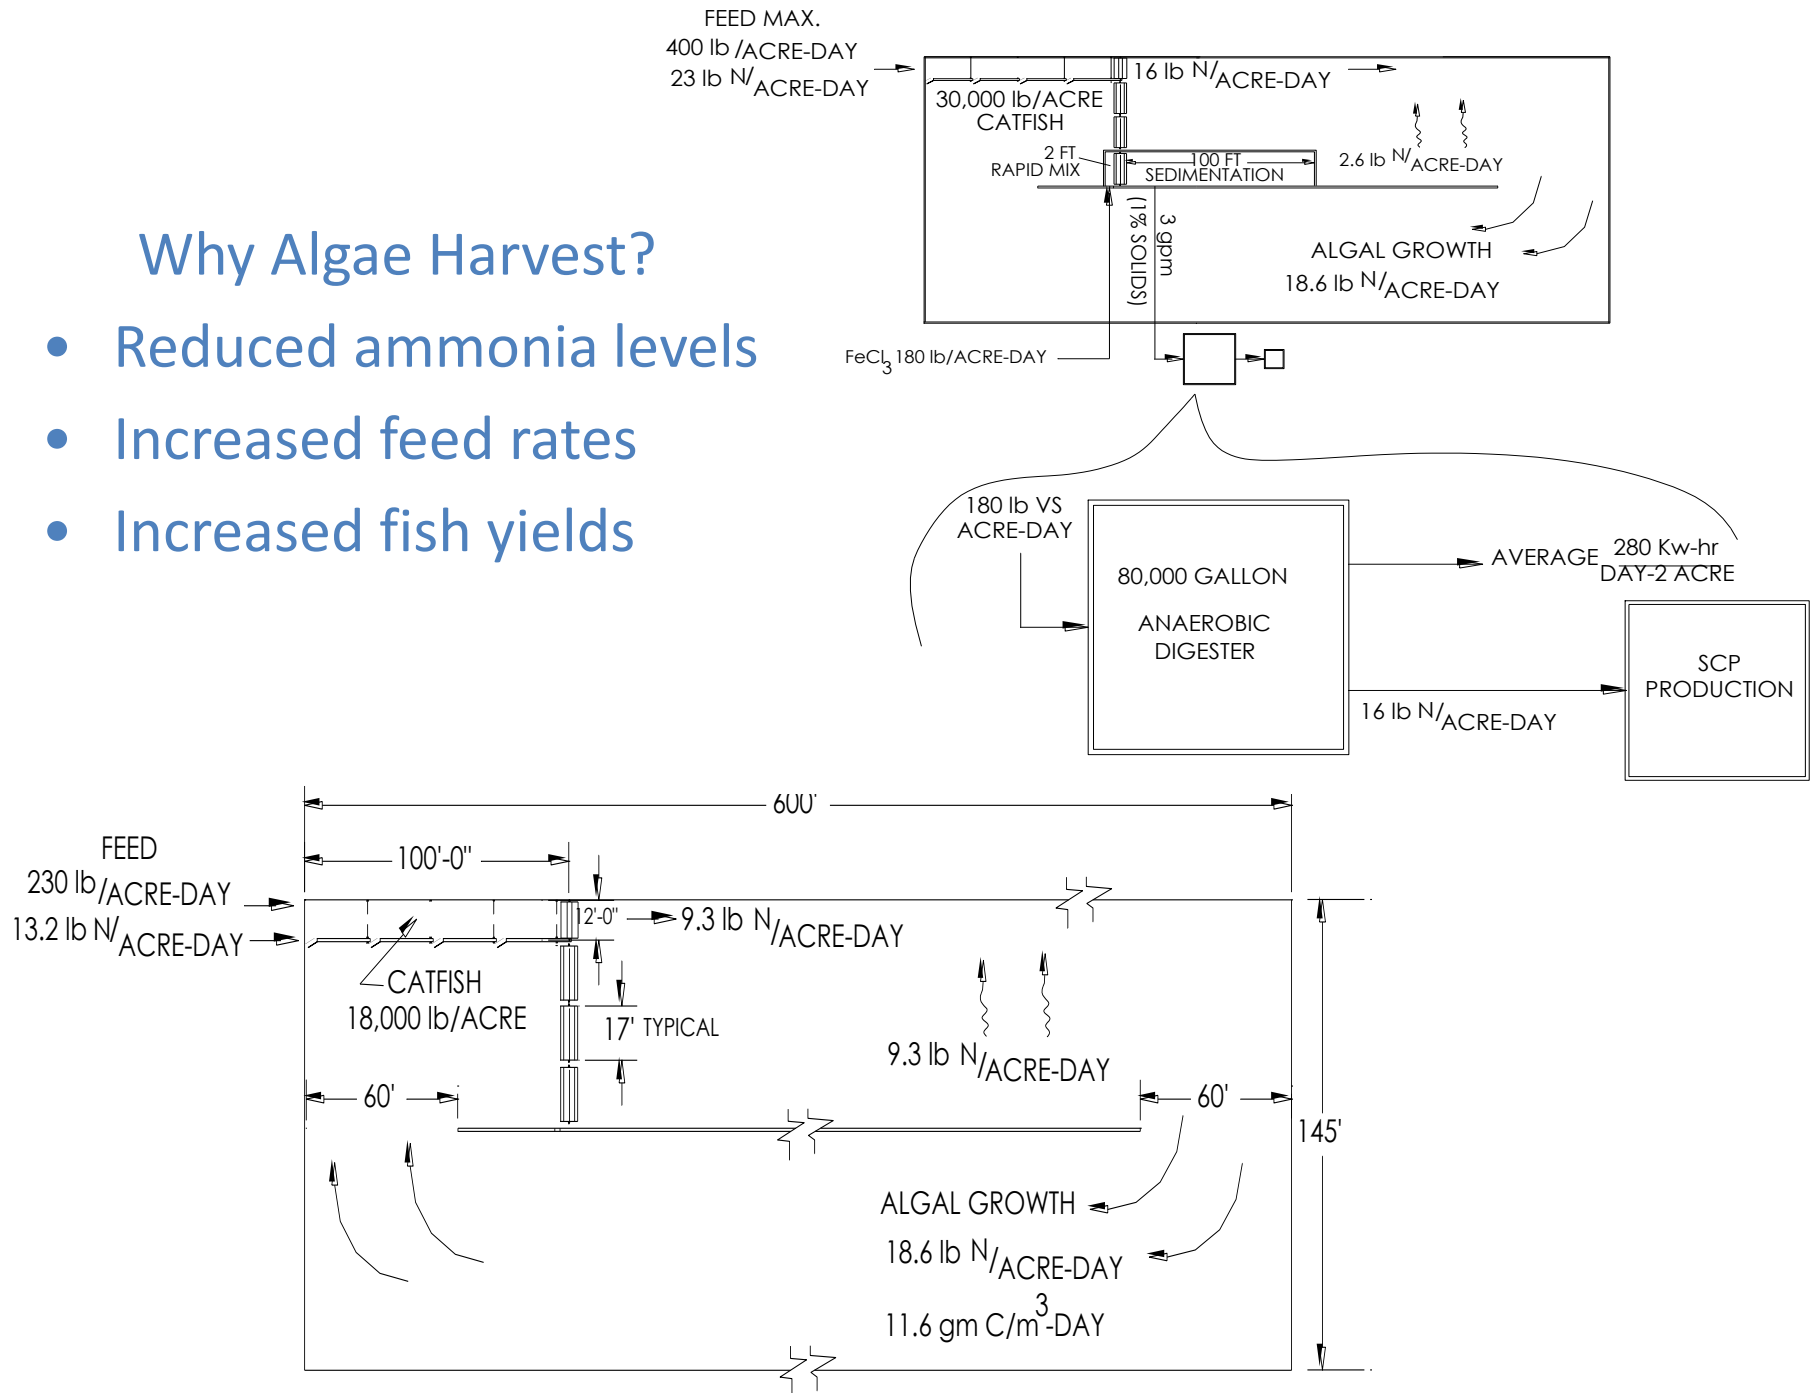 Why Algae Harvest?
• Reduced ammonia levels
• Increased feed rates
• Increased fish yields
FEED MAX.
400 lb/ACRE-DAY
23 lb N/ACRE-DAY
16 lb N/ACRE-DAY
30,000 lb/ACRE
CATFISH
2 FT
RAPID MIX
100 FT
SEDIMENTATION
2.6 lb N/ACRE-DAY
3 gpm
(1% SOLIDS)
ALGAL GROWTH
18.6 lb N/ACRE-DAY
FeCl3 180 lb/ACRE-DAY
180 lb VS
ACRE-DAY
80,000 GALLON
ANAEROBIC
DIGESTER
AVERAGE 280 Kw-hr
DAY-2 ACRE
SCP
PRODUCTION
16 lb N/ACRE-DAY
600'
100'-0"
FEED
230 lb/ACRE-DAY
13.2 lb N/ACRE-DAY
12'-0"
9.3 lb N/ACRE-DAY
CATFISH
18,000 lb/ACRE
17' TYPICAL
9.3 lb N/ACRE-DAY
60'
60'
145'
ALGAL GROWTH
18.6 lb N/ACRE-DAY
11.6 gm C/m3-DAY